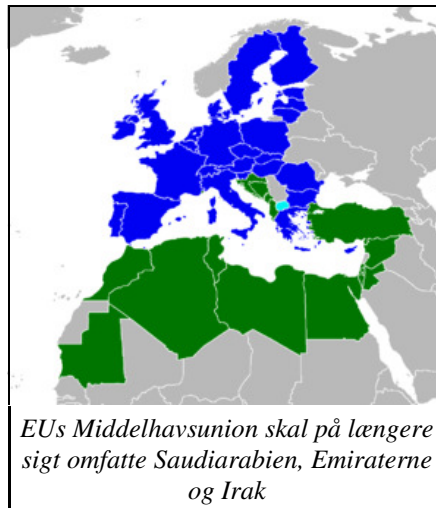 EUs Middelhavsunion skal på længere
sigt omfatte Saudiarabien, Emiraterne
og Irak